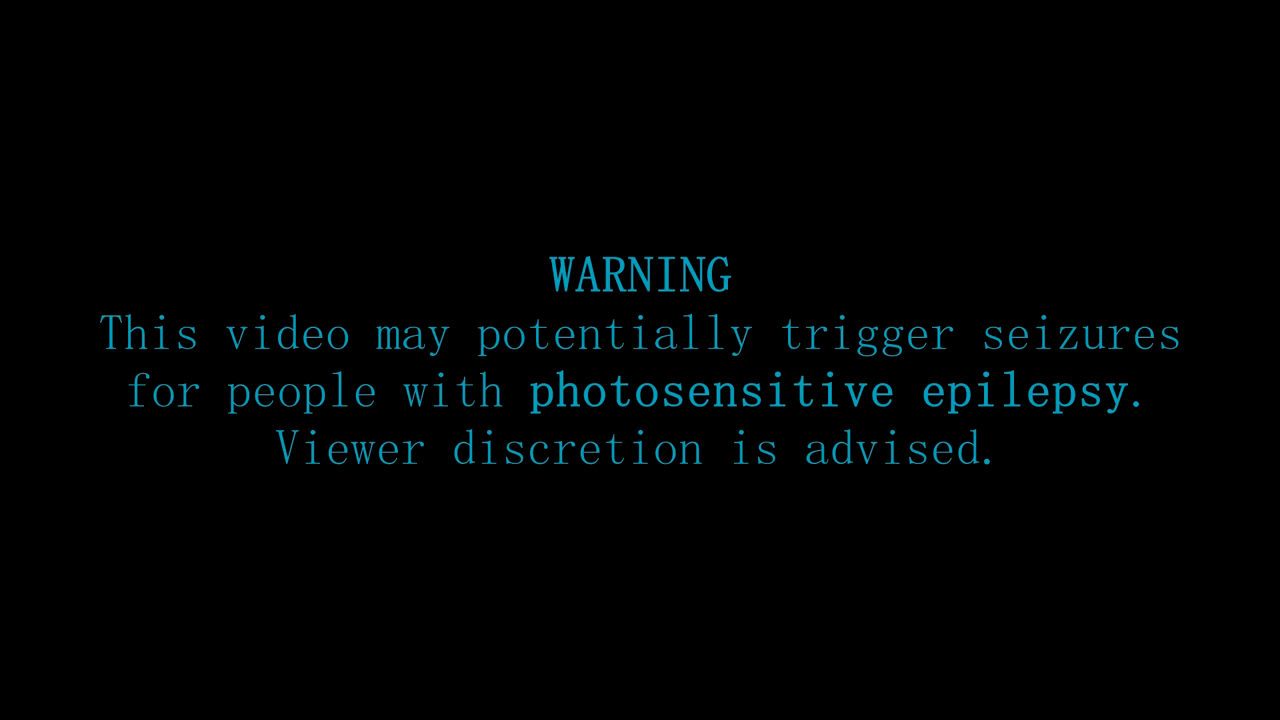 WARNING
This video may potentially trigger seizures
for people with photosensitive epilepsy.
Viewer discretion is advised.